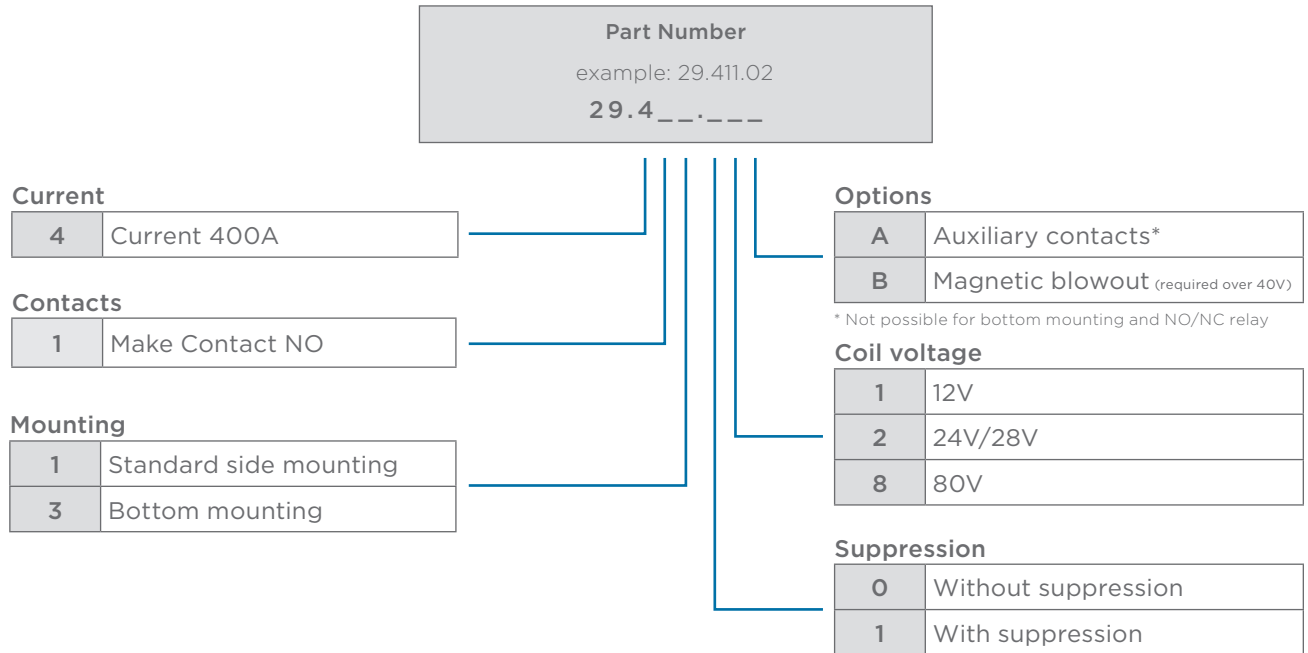 Part Number
example: 29.411.02
29.4__.___
Current
4 Current 400A
Contacts
1 Make Contact NO
Mounting
1 Standard side mounting
3 Bottom mounting
Options
A Auxiliary contacts*
B Magnetic blowout (required over 40V)
* Not possible for bottom mounting and NO/NC relay
Coil voltage
1 12V
2 24V/28V
8 80V
Suppression
0 Without suppression
1 With suppression